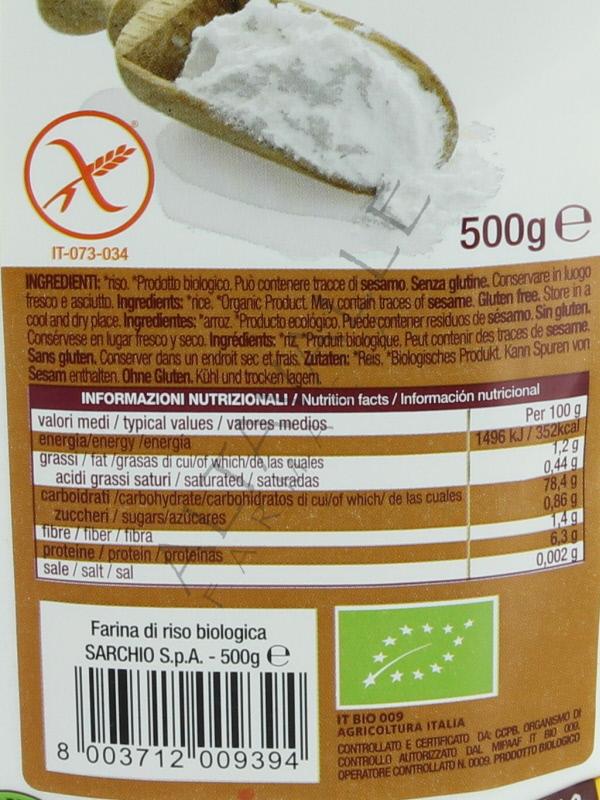 500g e
IT-073-034
INGREDIENTI: *riso. *Prodotto biologico. Può contenere tracce di sesamo. Senza glutine. Conservare in luogo
fresco e asciutto. Ingredients: *rice. *Organic Product. May contain traces of sesame. Gluten free. Store in a
cool and dry place. Ingredientes: *arroz. *Producto ecológico. Puede contener residuos de sésamo. Sin gluten.
Consérvese en lugar fresco y seco. Ingrédients: *riz. *Produit biologique. Peut contenir des traces de sesame.
Sans gluten. Conserver dans un endroit sec et frais. Zutaten: *Reis. *Biologisches Produkt. Kann Spuren von
Sesam enthalten. Ohne Gluten. Kühl und trocken lagern.
INFORMAZIONI NUTRIZIONALI / Nutrition facts / Información nutricional
valori medi / typical values / valores medios Per 100 g
energia/energy /energia 1496 kJ / 352kcal
grassi / fat /grasas di cui/of which/de las cuales 1,2 g
acidi grassi saturi / saturated / saturadas 0,44 g
carboidrati /carbohydrate/carbohidratos di cui/of which/ de las cuales 78,4 g
zuccheri / sugars/azúcares 0,86 g
fibre / fiber / fibra 1,4 g
proteine / protein / proteínas 6,3 g
sale / salt / sal 0,002 g
Farina di riso biologica
SARCHIO S.p.A. - 500g e
8 003712 009394
IT BIO 009
AGRICOLTURA ITALIA
CONTROLLATO E CERTIFICATO DA: CCPB. ORGANISMO DI
CONTROLLO AUTORIZZATO DAL MIPAAF IT BIO 009.
OPERATORE CONTROLLATO N. 0009. PRODOTTO BIOLOGICO